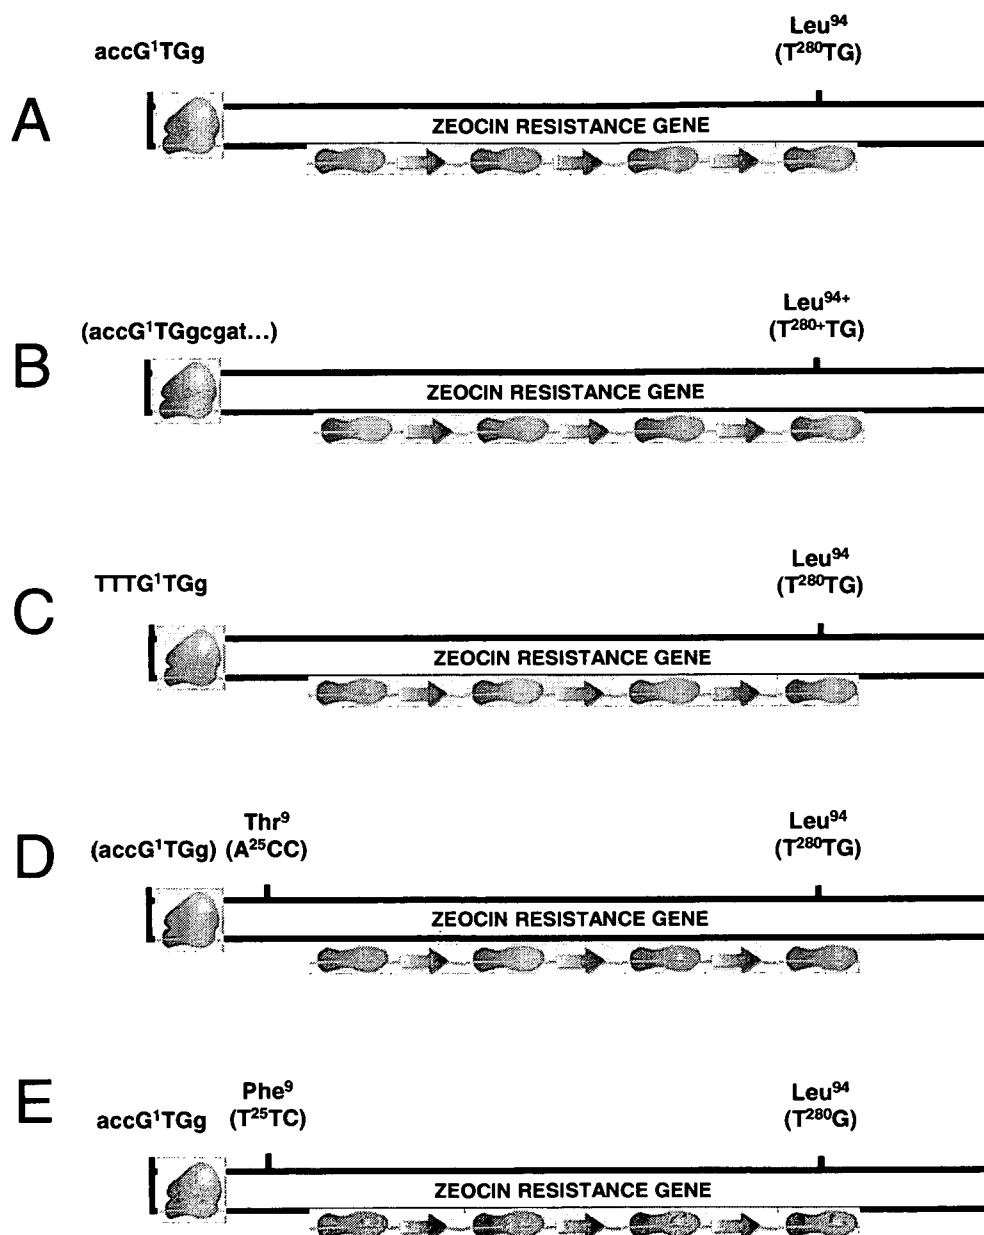 A
accG¹TGg
Leu⁹⁴
(T²⁸⁰TG)
ZEOCIN RESISTANCE GENE
B
(accG¹TGgcgat...)
Leu⁹⁴⁺
(T²⁸⁰⁺TG)
ZEOCIN RESISTANCE GENE
C
TTTG¹TGg
Leu⁹⁴
(T²⁸⁰TG)
ZEOCIN RESISTANCE GENE
D
(accG¹TGg)
Thr⁹
(A²⁵CC)
Leu⁹⁴
(T²⁸⁰TG)
ZEOCIN RESISTANCE GENE
E
accG¹TGg
Phe⁹
(T²⁵TC)
Leu⁹⁴
(T²⁸⁰G)
ZEOCIN RESISTANCE GENE